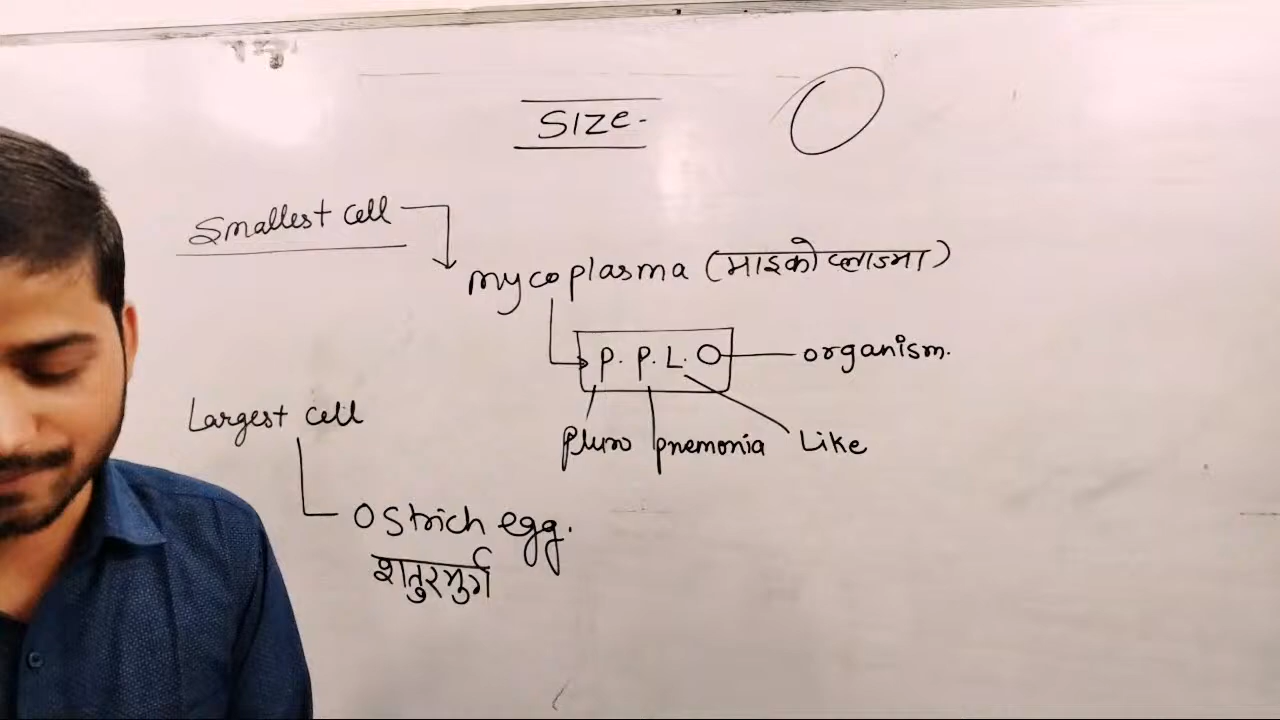 SIZE.
Smallest cell
mycoplasma (माइकोप्लाज्मा)
P. P. L. O
organism.
Largest cell
pluro pnemonia Like
Ostrich egg.
शतुरमुर्ग